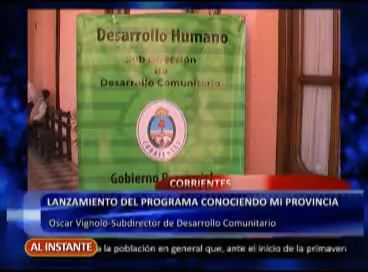 Desarrollo Humano
Subdirección
de
Desarrollo Comunitario
CORRIENTES
Gobierno
CORRIENTES
LANZAMIENTO DEL PROGRAMA CONOCIENDO MI PROVINCIA
Oscar Vignolo-Subdirector de Desarrollo Comunitario
AL INSTANTE
a la población en general que, ante el inicio de la primavera